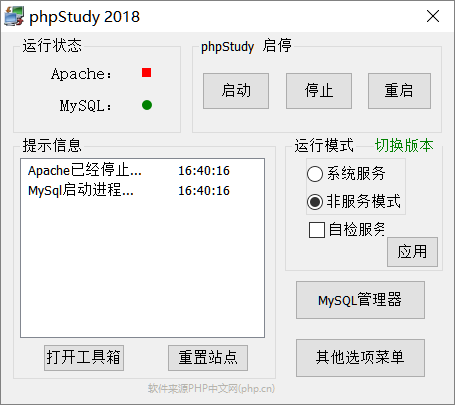 phpStudy 2018
运行状态
Apache：
MySQL：
phpStudy 启停
启动 停止 重启
提示信息
Apache已经停止... 16:40:16
MySql启动进程... 16:40:16
打开工具箱 重置站点
运行模式 切换版本
系统服务
非服务模式
自检服务
应用
MySQL管理器
其他选项菜单
软件来源PHP中文网(php.cn)